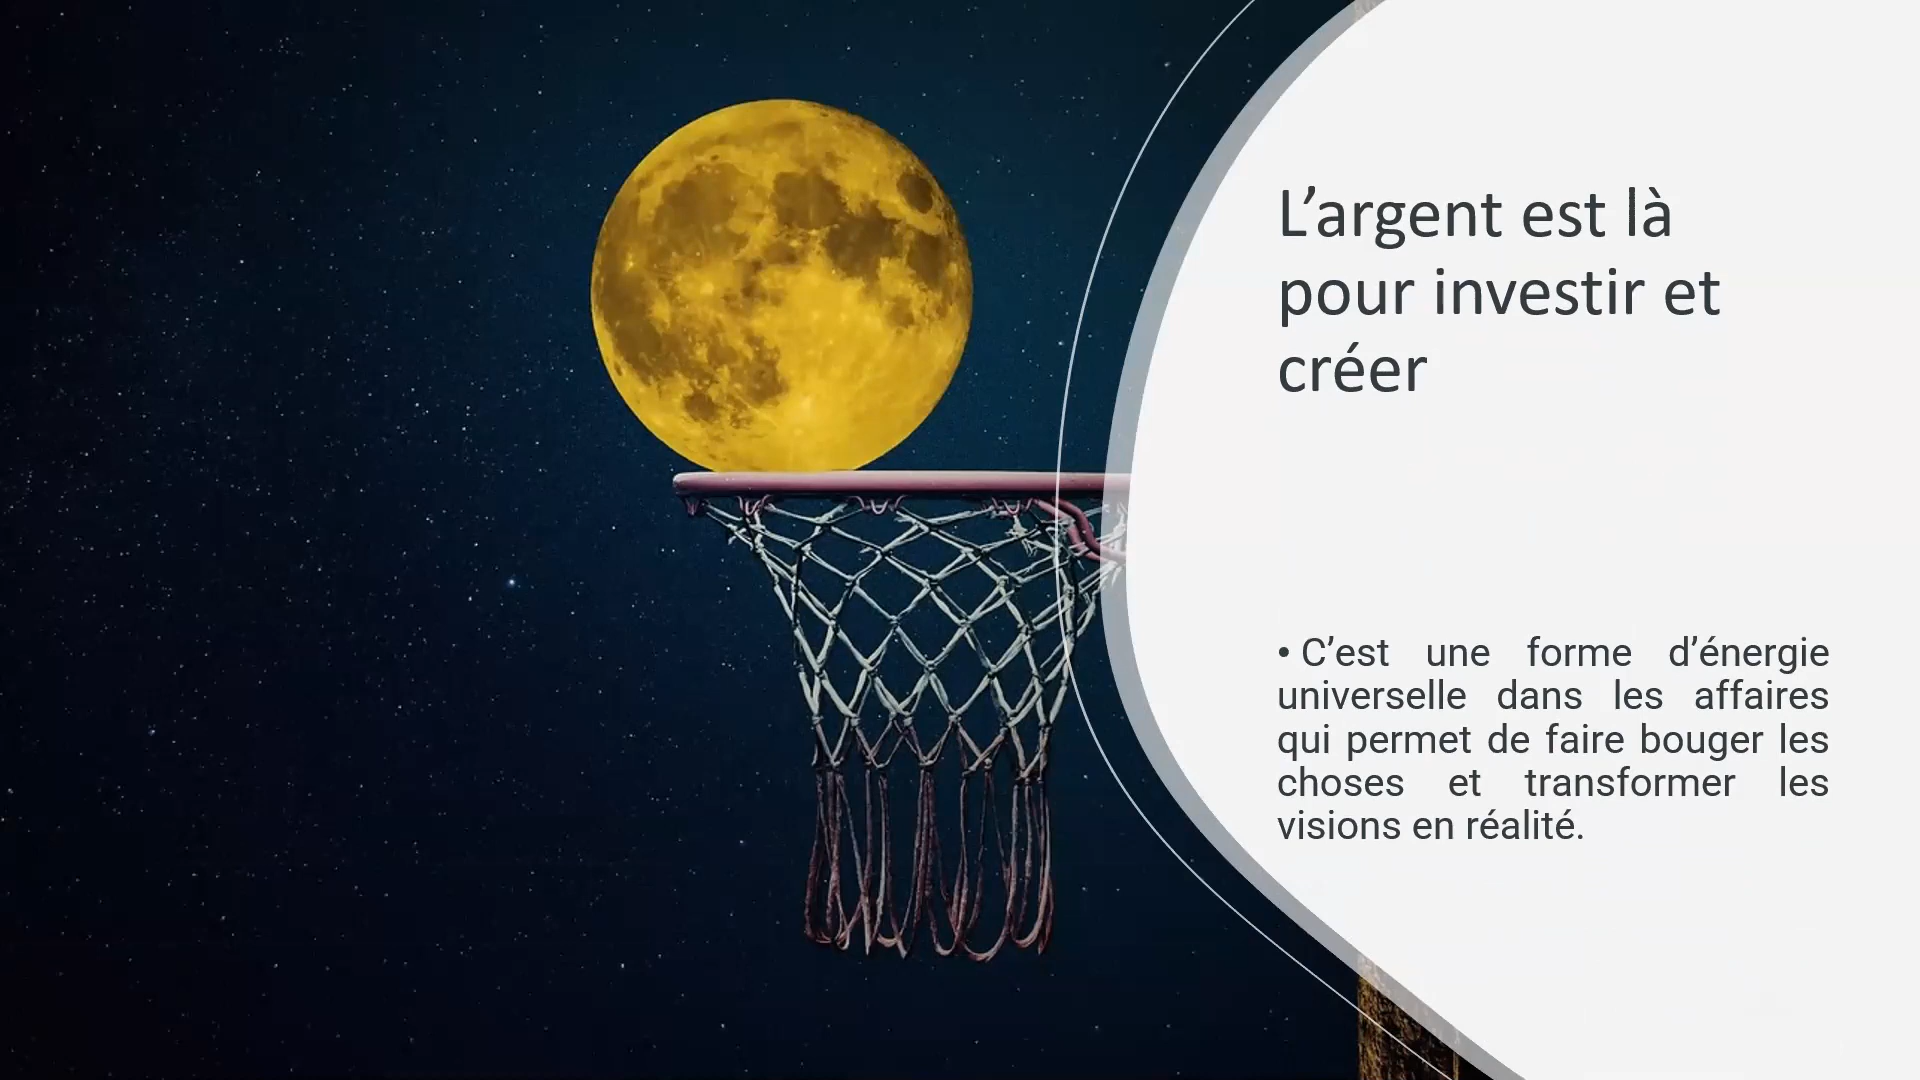 L’argent est là
pour investir et
créer
• C’est une forme d’énergie
universelle dans les affaires
qui permet de faire bouger les
choses et transformer les
visions en réalité.